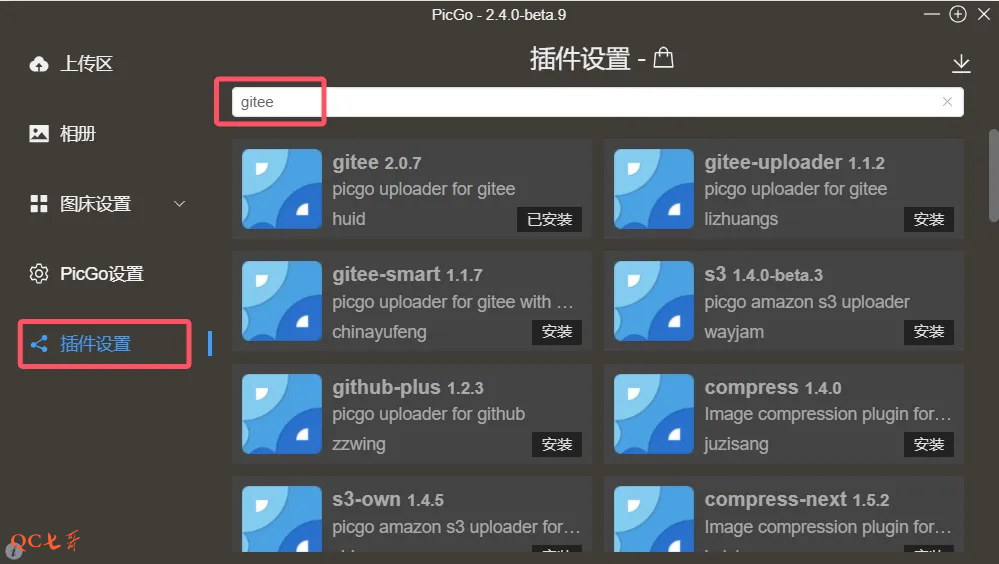 PicGo - 2.4.0-beta.9
上传区
相册
图床设置
PicGo设置
插件设置
插件设置 -
gitee
gitee 2.0.7
picgo uploader for gitee
huid
已安装
gitee-uploader 1.1.2
picgo uploader for gitee
lizhuangs
安装
gitee-smart 1.1.7
picgo uploader for gitee with …
chinayufeng
安装
s3 1.4.0-beta.3
picgo amazon s3 uploader
wayjam
安装
github-plus 1.2.3
picgo uploader for github
zzwing
安装
compress 1.4.0
Image compression plugin for…
juzisang
安装
s3-own 1.4.5
picgo amazon s3 uploader for…
compress-next 1.5.2
Image compression plugin for…
QC七哥